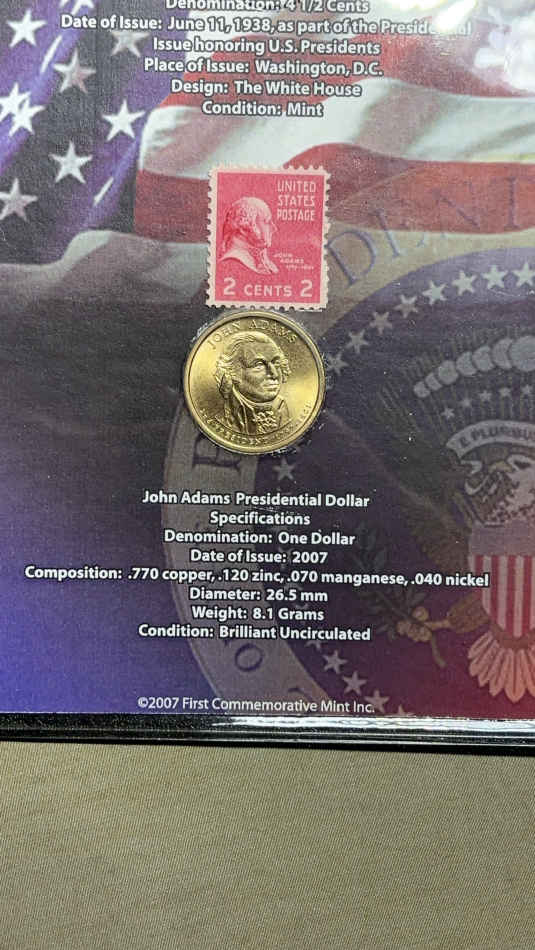 Denomination: 4 1/2 Cents
Date of Issue: June 11, 1938, as part of the Presidential
Issue honoring U.S. Presidents
Place of Issue: Washington, D.C.
Design: The White House
Condition: Mint
UNITED
STATES
POSTAGE
JOHN
ADAMS
2 CENTS 2
JOHN ADAMS
PRESIDENT
E PLURIBUS
John Adams Presidential Dollar
Specifications
Denomination: One Dollar
Date of Issue: 2007
Composition: .770 copper, .120 zinc, .070 manganese, .040 nickel
Diameter: 26.5 mm
Weight: 8.1 Grams
Condition: Brilliant Uncirculated
©2007 First Commemorative Mint Inc.